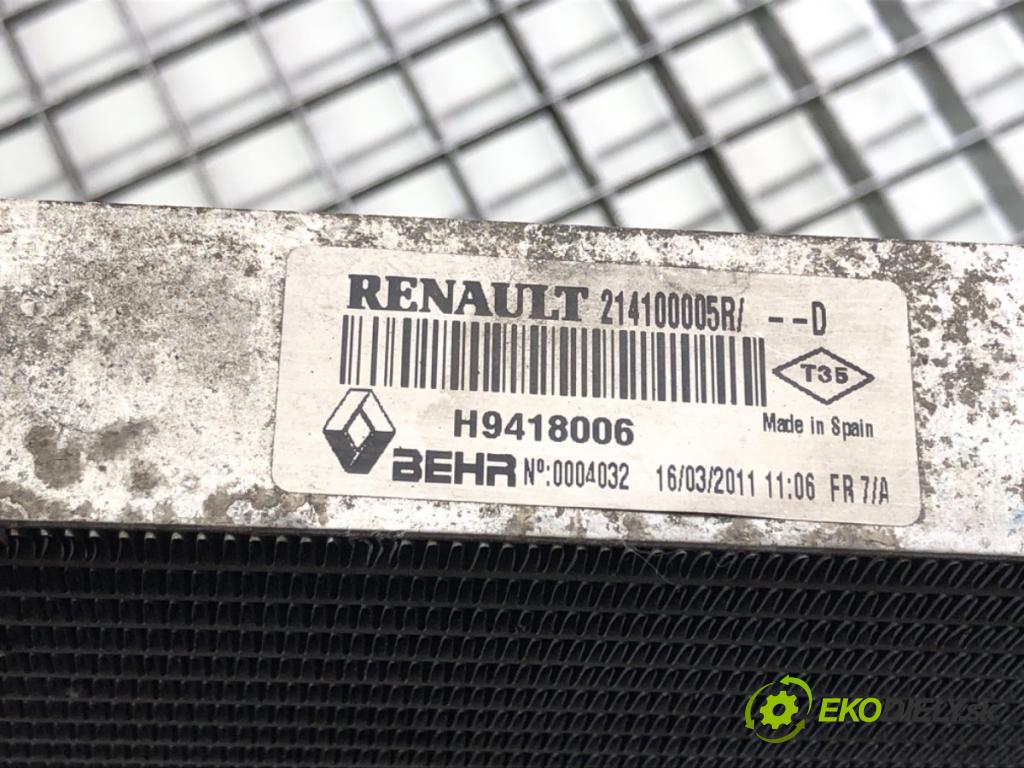 RENAULT 214100005R/ --D
T35
H9418006
Made in Spain
BEHR Nº:0004032 16/03/2011 11:06 FR 7/A
EKODIELY.SK